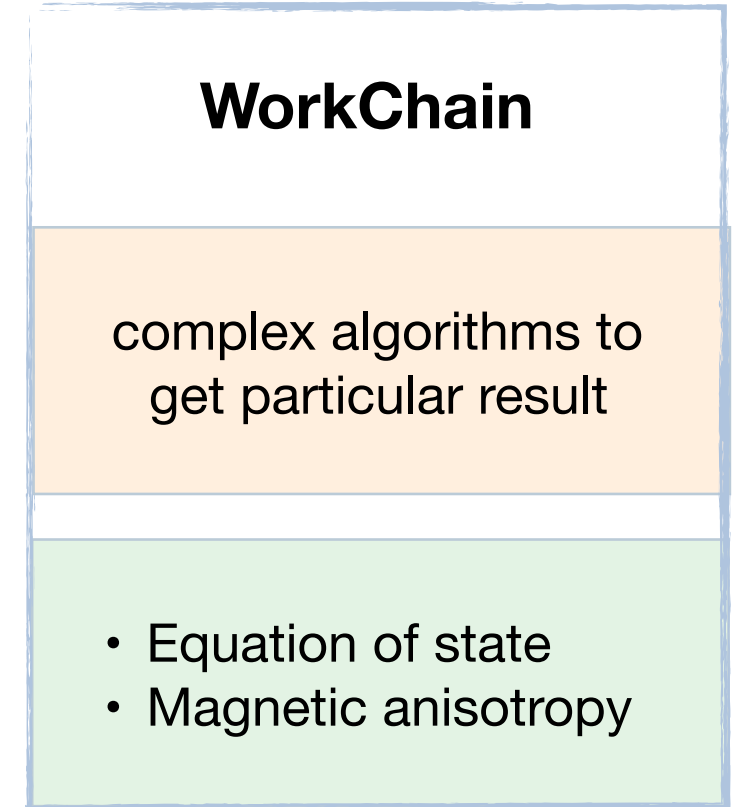 WorkChain
complex algorithms to
get particular result
• Equation of state
• Magnetic anisotropy